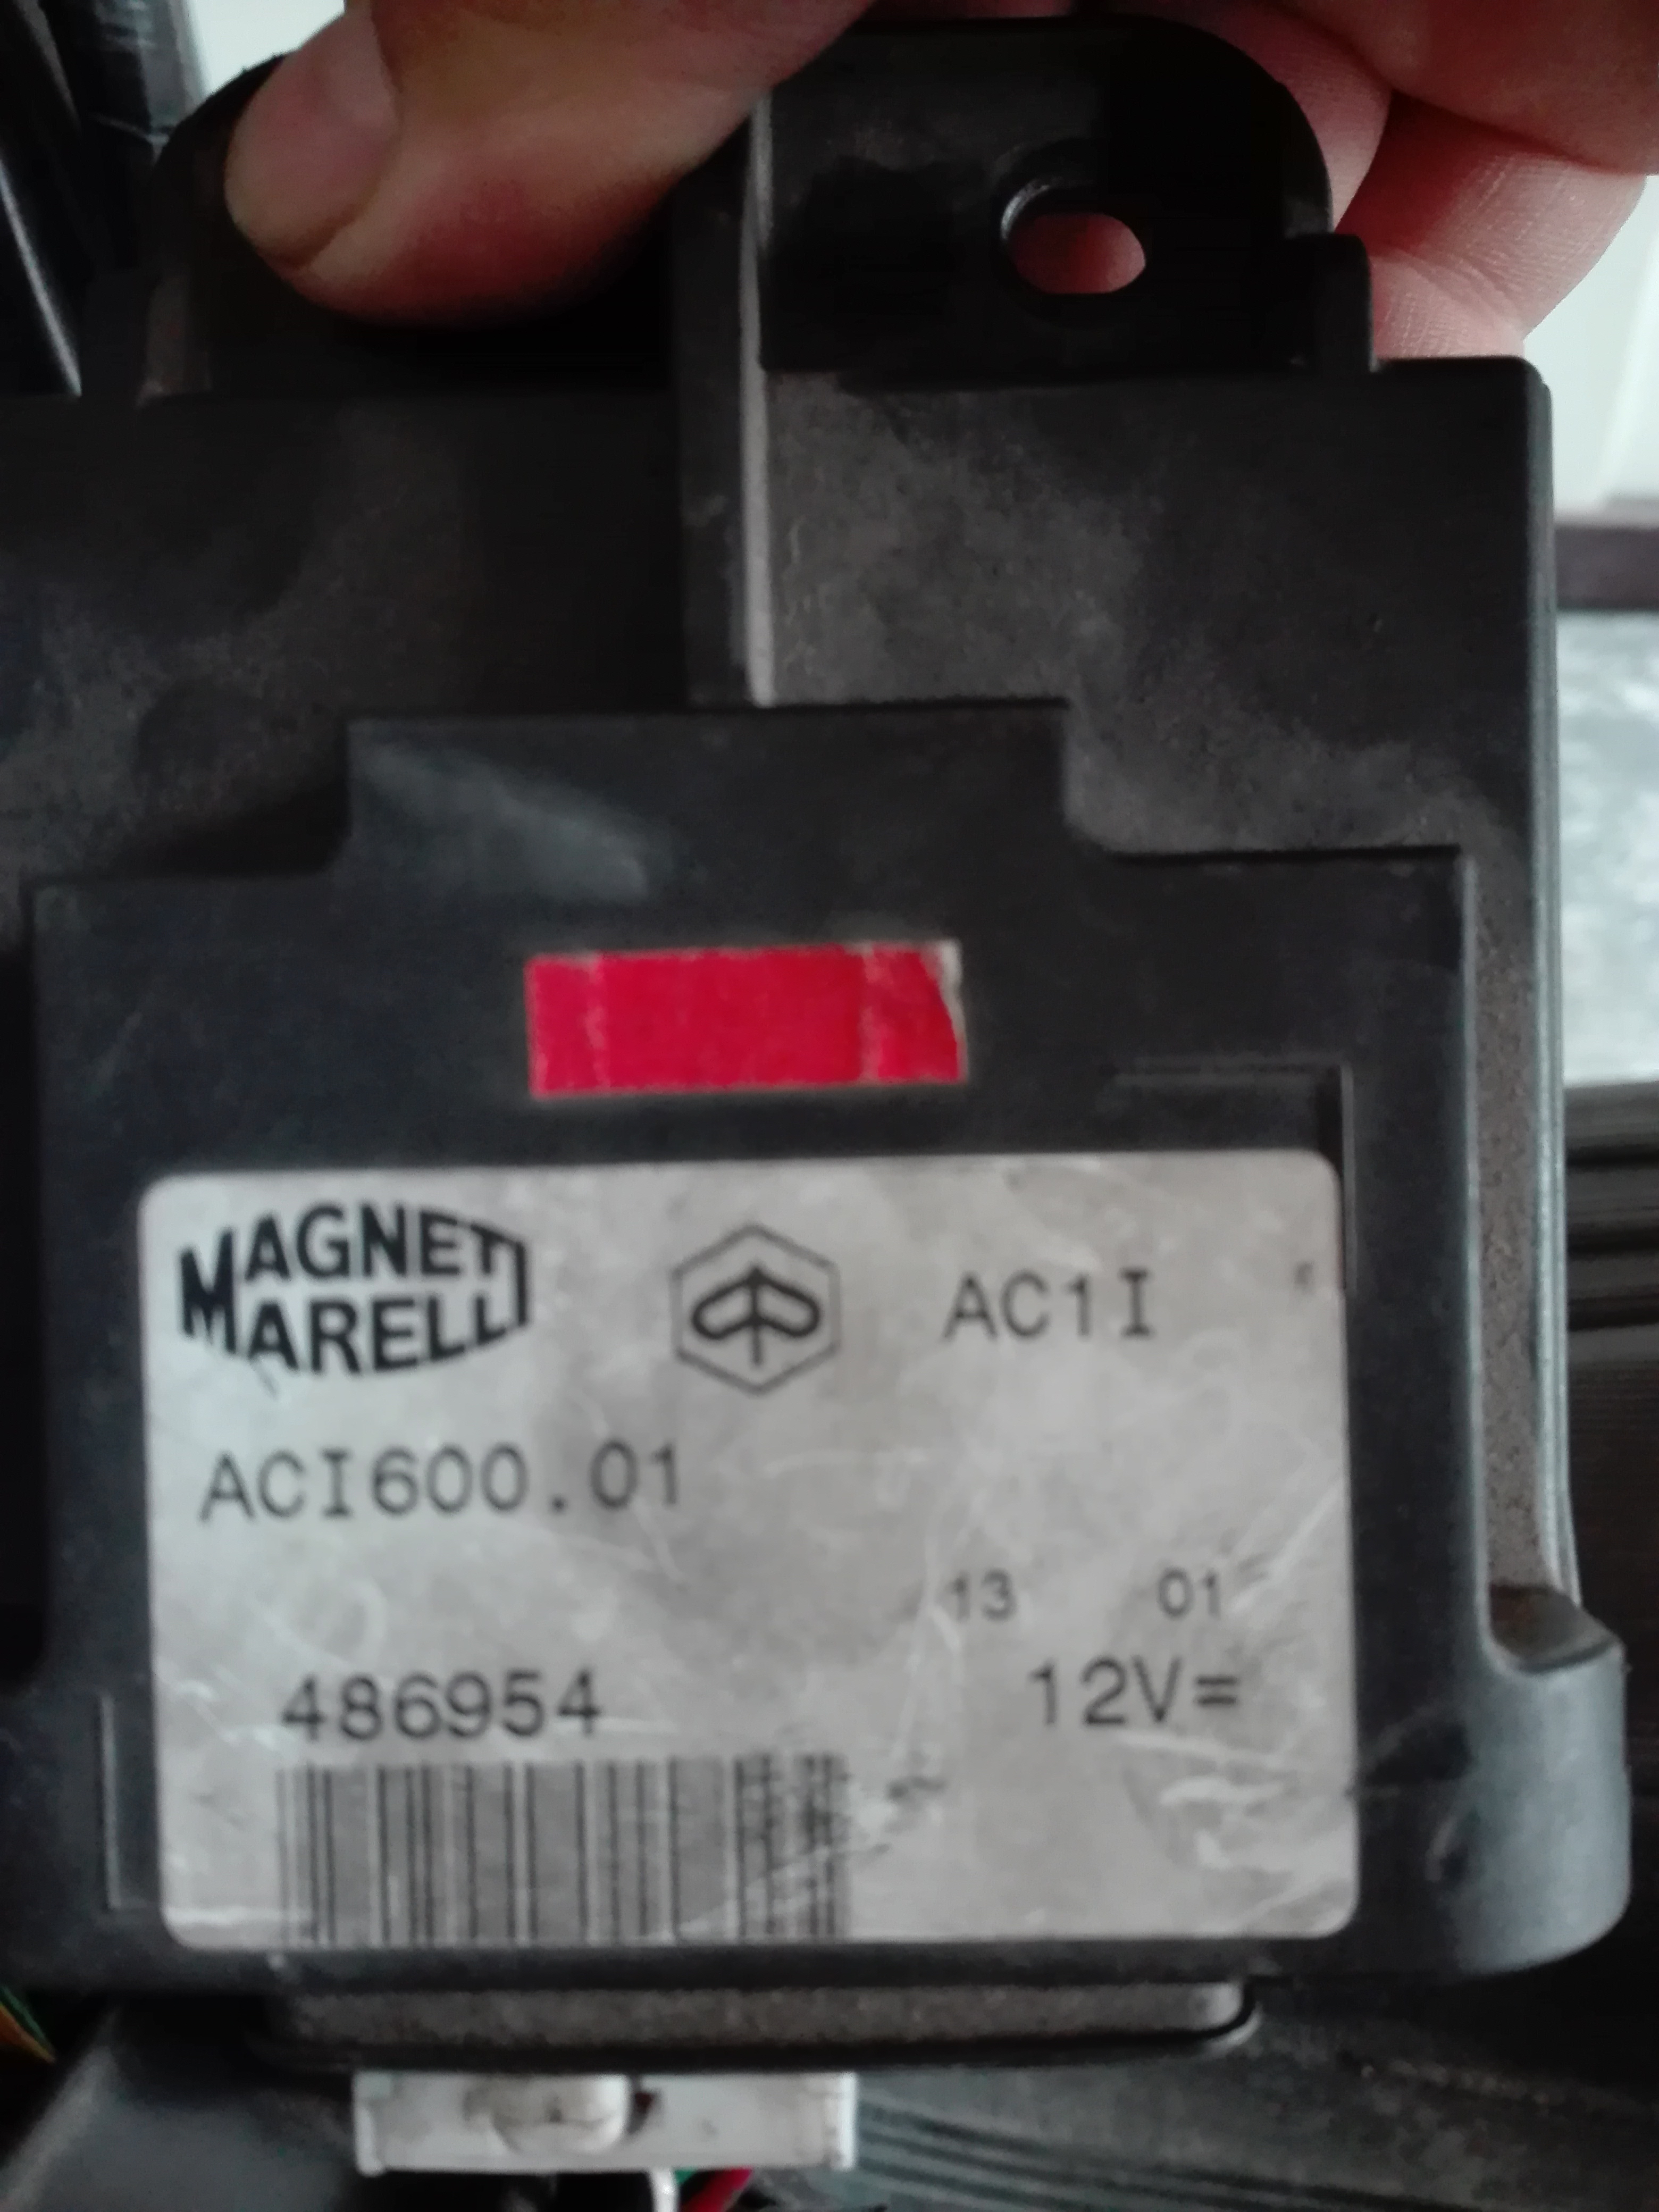 MAGNETI
MARELLI
AC1I
ACI600.01
13 01
486954
12V=